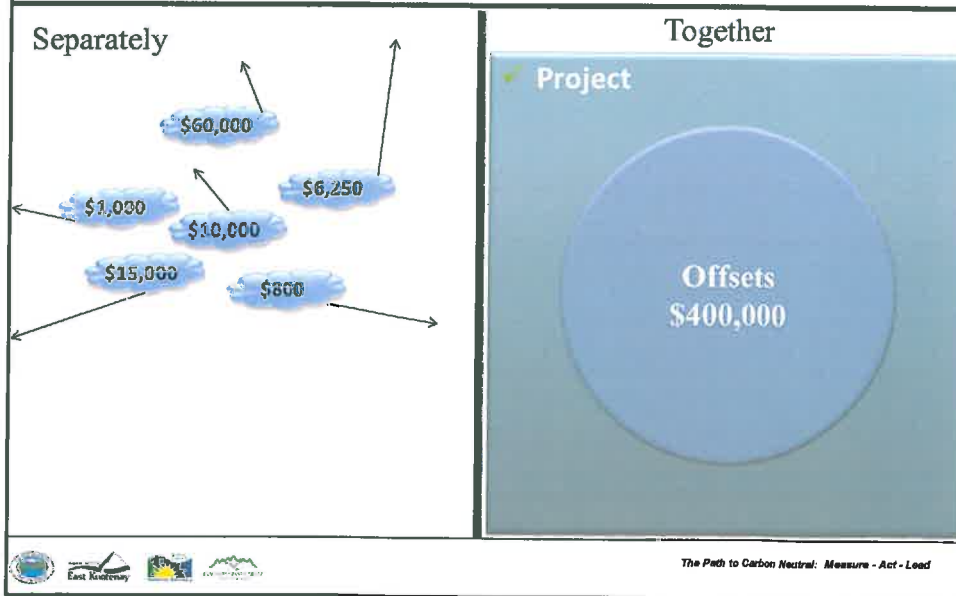 Separately
$60,000
$6,250
$1,000
$10,000
$15,000
$800
Together
✓ Project
Offsets
$400,000
East Kootenay
The Path to Carbon Neutral: Measure - Act - Lead